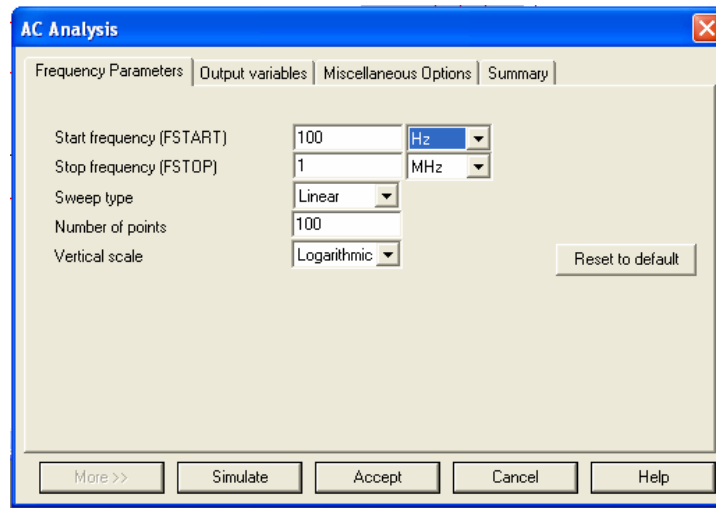 AC Analysis
Frequency Parameters Output variables Miscellaneous Options Summary
Start frequency (FSTART) 100 Hz
Stop frequency (FSTOP) 1 MHz
Sweep type Linear
Number of points 100
Vertical scale Logarithmic Reset to default
More >> Simulate Accept Cancel Help